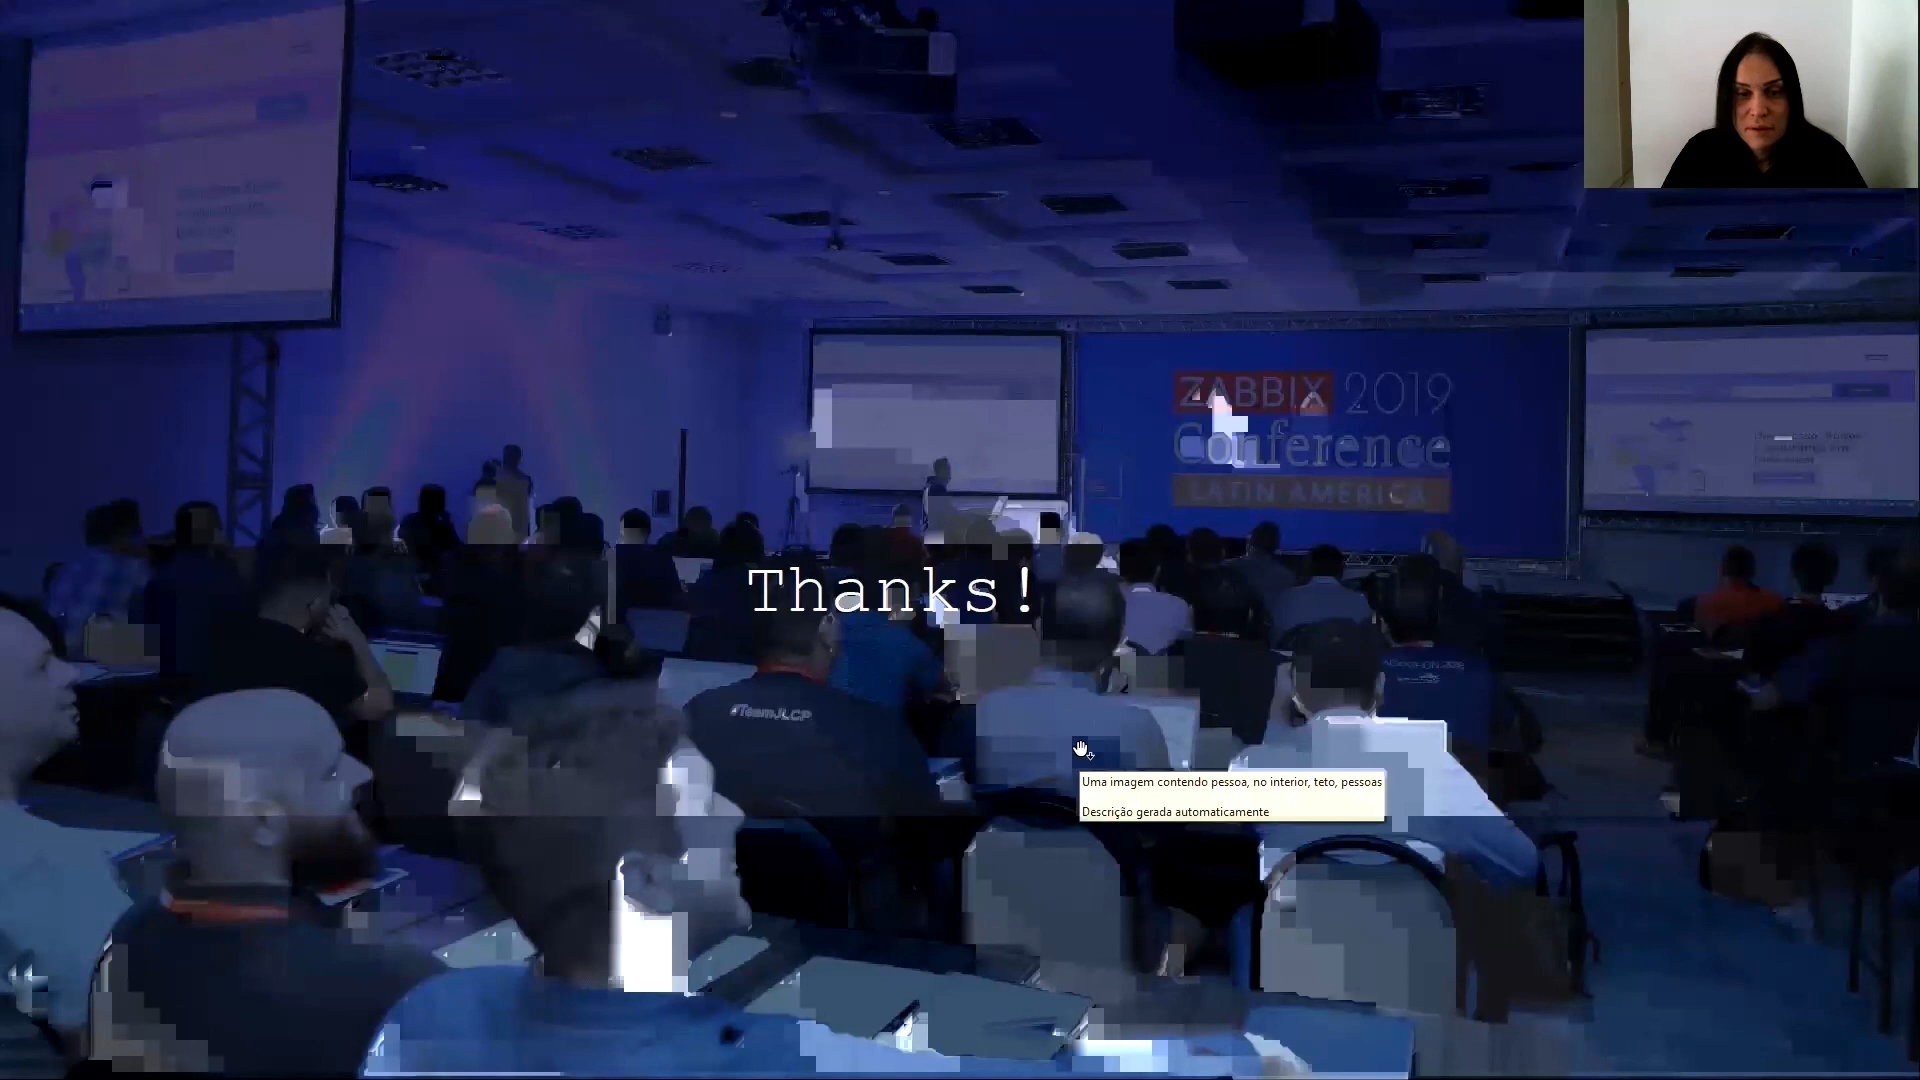 ZABBIX 2019
Conference
LATIN AMERICA
Thanks!
#TeamJLCP
Uma imagem contendo pessoa, no interior, teto, pessoas
Descrição gerada automaticamente